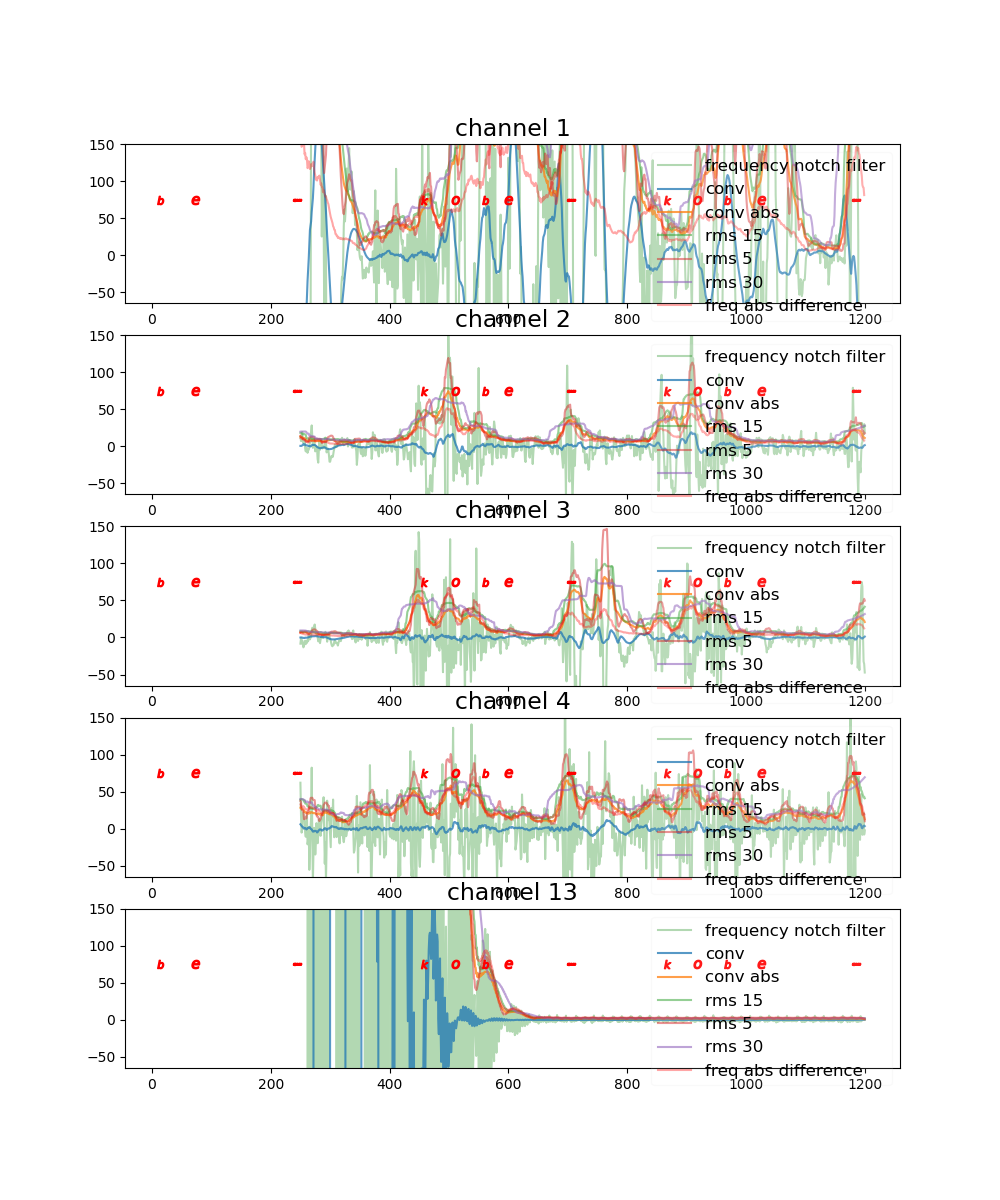 channel 1
150
100
50
0
−50
b e - k o b e - k o b e -
frequency notch filter
conv
conv abs
rms 15
rms 5
rms 30
freq abs difference
0 200 400 600 800 1000 1200
channel 2
150
100
50
0
−50
b e - k o b e - k o b e -
frequency notch filter
conv
conv abs
rms 15
rms 5
rms 30
freq abs difference
0 200 400 600 800 1000 1200
channel 3
150
100
50
0
−50
b e - k o b e - k o b e -
frequency notch filter
conv
conv abs
rms 15
rms 5
rms 30
freq abs difference
0 200 400 600 800 1000 1200
channel 4
150
100
50
0
−50
b e - k o b e - k o b e -
frequency notch filter
conv
conv abs
rms 15
rms 5
rms 30
freq abs difference
0 200 400 600 800 1000 1200
channel 13
150
100
50
0
−50
b e - k o b e - k o b e -
frequency notch filter
conv
conv abs
rms 15
rms 5
rms 30
freq abs difference
0 200 400 600 800 1000 1200